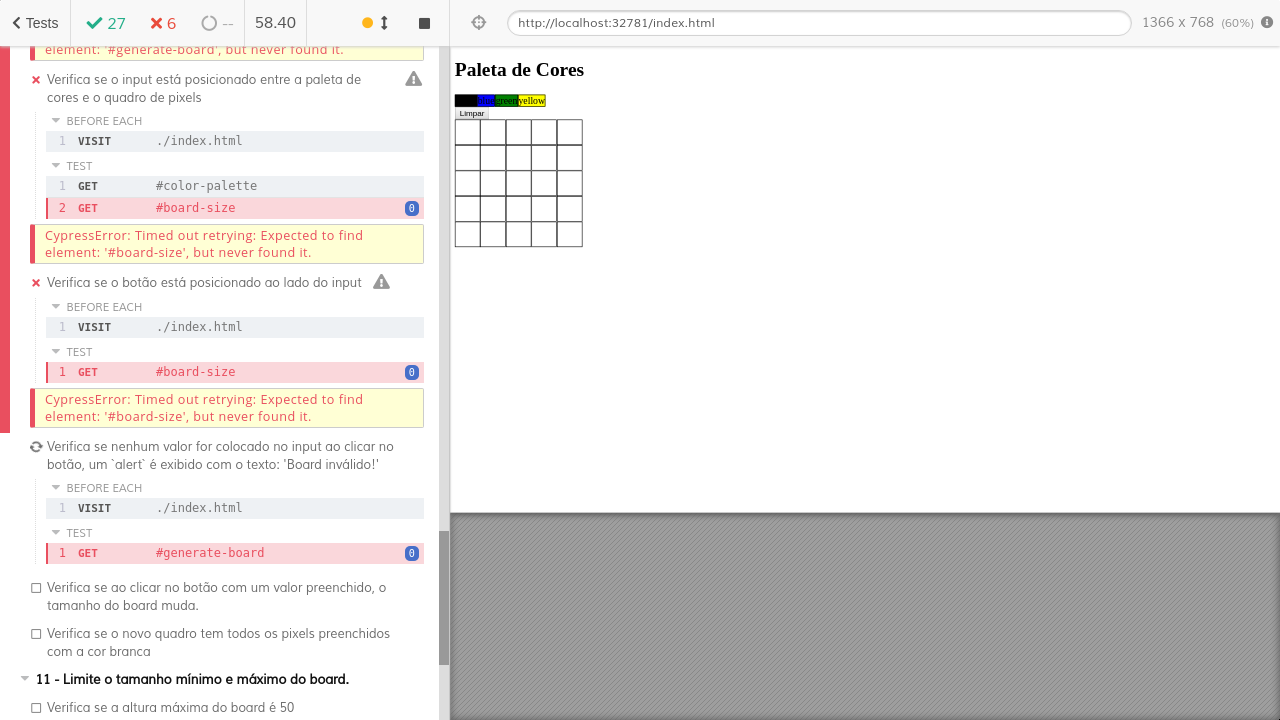 Tests
27
6
--
58.40
http://localhost:32781/index.html
1366 x 768 (60%)
element: '#generate-board', but never found it.
Verifica se o input está posicionado entre a paleta de
cores e o quadro de pixels
BEFORE EACH
1 VISIT ./index.html
TEST
1 GET #color-palette
2 GET #board-size 0
CypressError: Timed out retrying: Expected to find
element: '#board-size', but never found it.
Verifica se o botão está posicionado ao lado do input
BEFORE EACH
1 VISIT ./index.html
TEST
1 GET #board-size 0
CypressError: Timed out retrying: Expected to find
element: '#board-size', but never found it.
Verifica se nenhum valor for colocado no input ao clicar no
botão, um `alert` é exibido com o texto: 'Board inválido!'
BEFORE EACH
1 VISIT ./index.html
TEST
1 GET #generate-board 0
Verifica se ao clicar no botão com um valor preenchido, o
tamanho do board muda.
Verifica se o novo quadro tem todos os pixels preenchidos
com a cor branca
11 - Limite o tamanho mínimo e máximo do board.
Verifica se a altura máxima do board é 50
Paleta de Cores
blue green yellow
Limpar